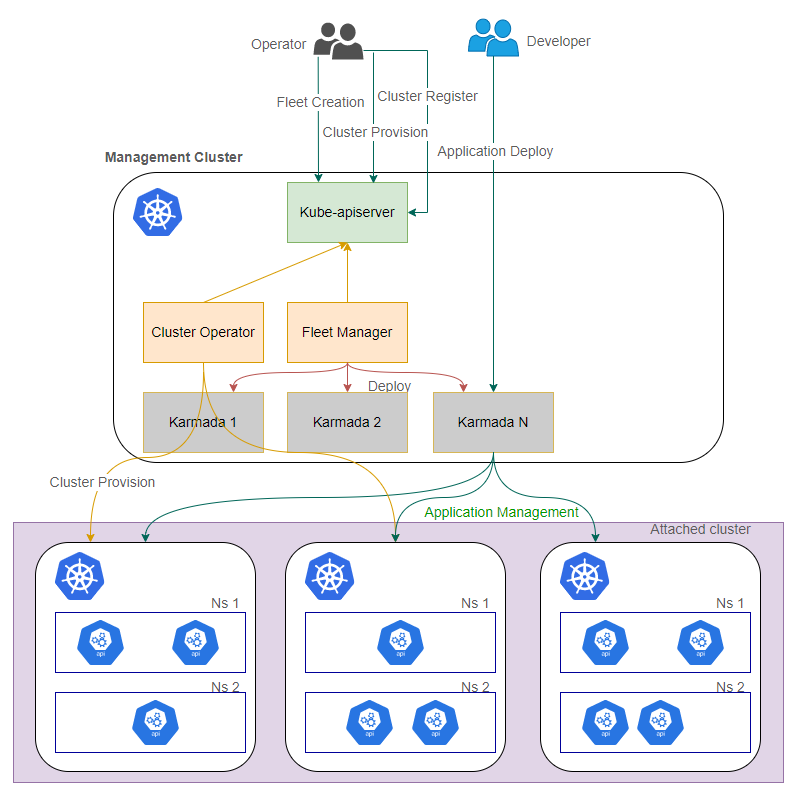 Operator
Developer
Fleet Creation
Cluster Register
Cluster Provision
Application Deploy
Management Cluster
Kube-apiserver
Cluster Operator
Fleet Manager
Deploy
Karmada 1
Karmada 2
Karmada N
Cluster Provision
Application Management
Attached cluster
Ns 1
api
api
Ns 2
api
Ns 1
api
Ns 2
api
api
Ns 1
api
api
Ns 2
api
api